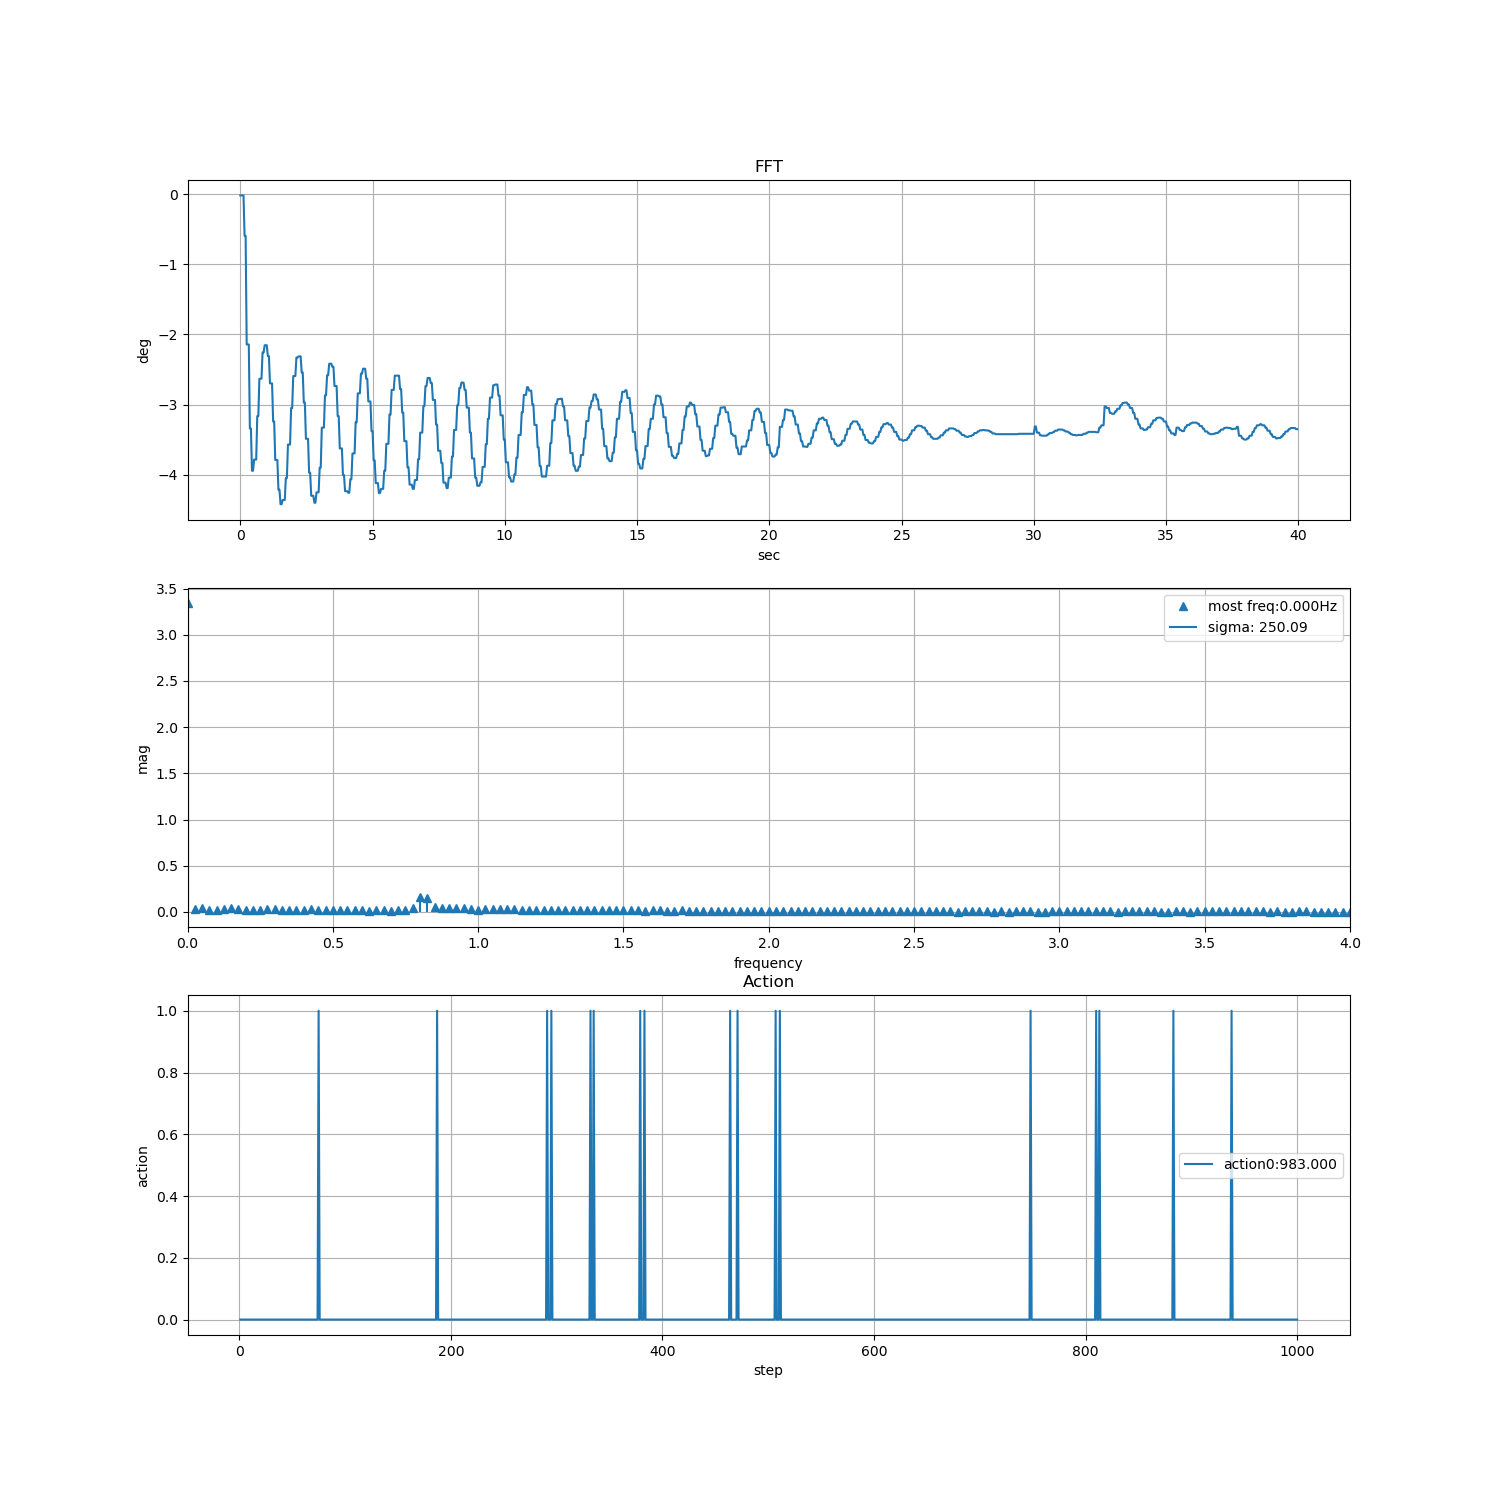 FFT
0
−1
−2
−3
−4
deg
0 5 10 15 20 25 30 35 40
sec
3.5
3.0
2.5
2.0
1.5
1.0
0.5
0.0
mag
most freq:0.000Hz
sigma: 250.09
0.0 0.5 1.0 1.5 2.0 2.5 3.0 3.5 4.0
frequency
Action
1.0
0.8
0.6
0.4
0.2
0.0
action
action0:983.000
0 200 400 600 800 1000
step